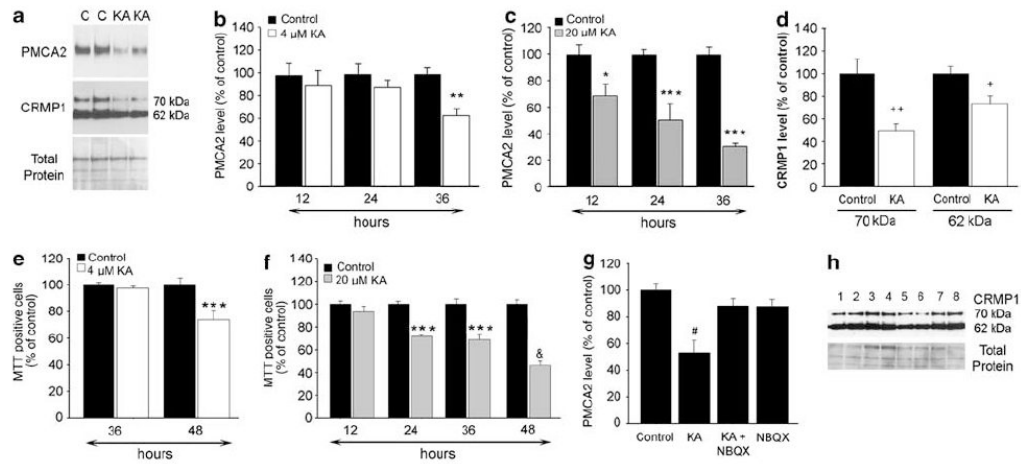 a
C C KA KA
PMCA2
CRMP1
70 kDa
62 kDa
Total
Protein
b
Control
4 µM KA
PMCA2 level (% of control)
140
120
100
80
60
40
20
0
**
12 24 36
hours
c
Control
20 µM KA
PMCA2 level (% of control)
140
120
100
80
60
40
20
0
*
***
***
12 24 36
hours
d
CRMP1 level (% of control)
140
120
100
80
60
40
20
0
++
+
Control KA Control KA
70 kDa 62 kDa
e
Control
4 µM KA
MTT positive cells
(% of control)
140
120
100
80
60
40
20
0
***
36 48
hours
f
Control
20 µM KA
MTT positive cells
(% of control)
140
120
100
80
60
40
20
0
***
***
&
12 24 36 48
hours
g
PMCA2 level (% of control)
120
100
80
60
40
20
0
#
Control KA KA + NBQX
NBQX
h
1 2 3 4 5 6 7 8 CRMP1
70 kDa
62 kDa
Total
Protein